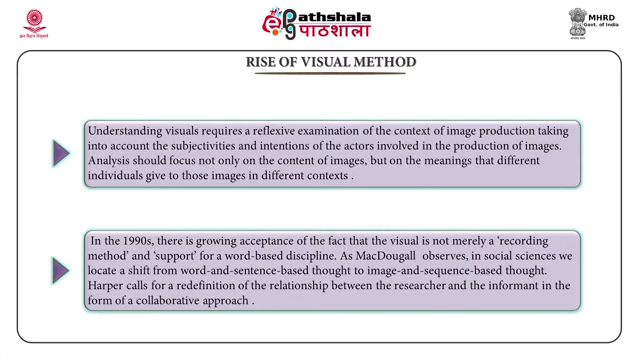 ePathshala
पाठशाला
MHRD
Govt. of India
RISE OF VISUAL METHOD
Understanding visuals requires a reflexive examination of the context of image production taking
into account the subjectivities and intentions of the actors involved in the production of images.
Analysis should focus not only on the content of images, but on the meanings that different
individuals give to those images in different contexts .
In the 1990s, there is growing acceptance of the fact that the visual is not merely a ‘recording
method’ and ‘support’ for a word-based discipline. As MacDougall observes, in social sciences we
locate a shift from word-and-sentence-based thought to image-and-sequence-based thought.
Harper calls for a redefinition of the relationship between the researcher and the informant in the
form of a collaborative approach .